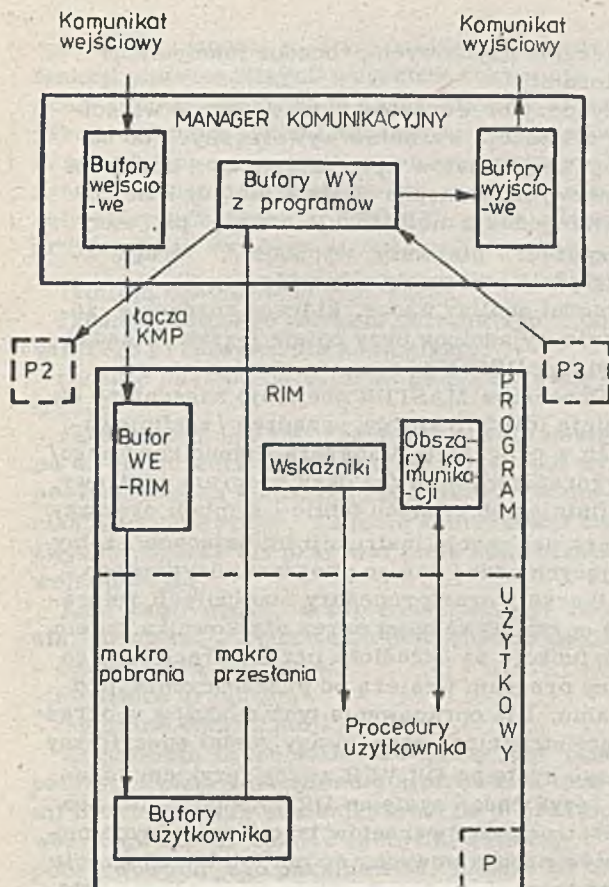 Komunikat
wejściowy
Komunikat
wyjściowy
MANAGER KOMUNIKACYJNY
Bufory
wejścio
-we
Bufory WY
z programów
Bufory
wyjścio-
-we
łącza
KMP
P2
P3
RIM
PROGRAM
Bufor
WE -
-RIM
Wskaźniki
Obsza-
ry ko-
munika-
cji
UŻYTKOWY
makro
pobrania
makro
przesłania
Procedury
użytkownika
Bufory
użytkownika
P1